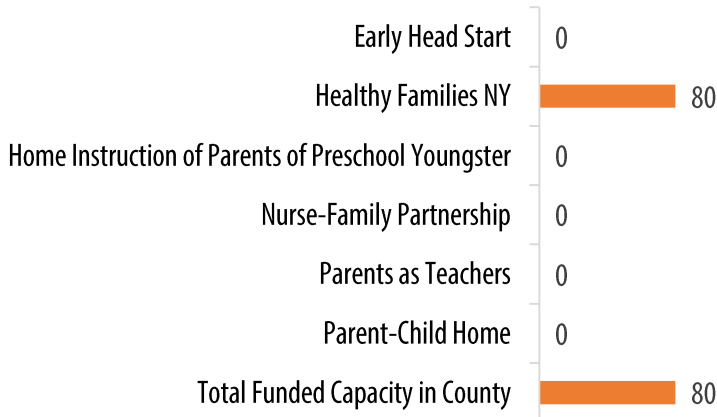 Early Head Start 0
Healthy Families NY 80
Home Instruction of Parents of Preschool Youngster 0
Nurse-Family Partnership 0
Parents as Teachers 0
Parent-Child Home 0
Total Funded Capacity in County 80